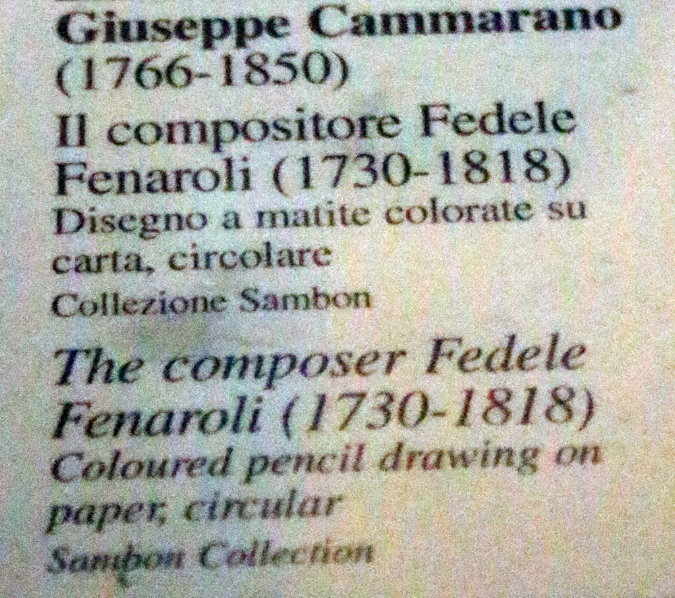 Giuseppe Cammarano
(1766-1850)
Il compositore Fedele
Fenaroli (1730-1818)
Disegno a matite colorate su
carta, circolare
Collezione Sambon
The composer Fedele
Fenaroli (1730-1818)
Coloured pencil drawing on
paper, circular
Sambon Collection